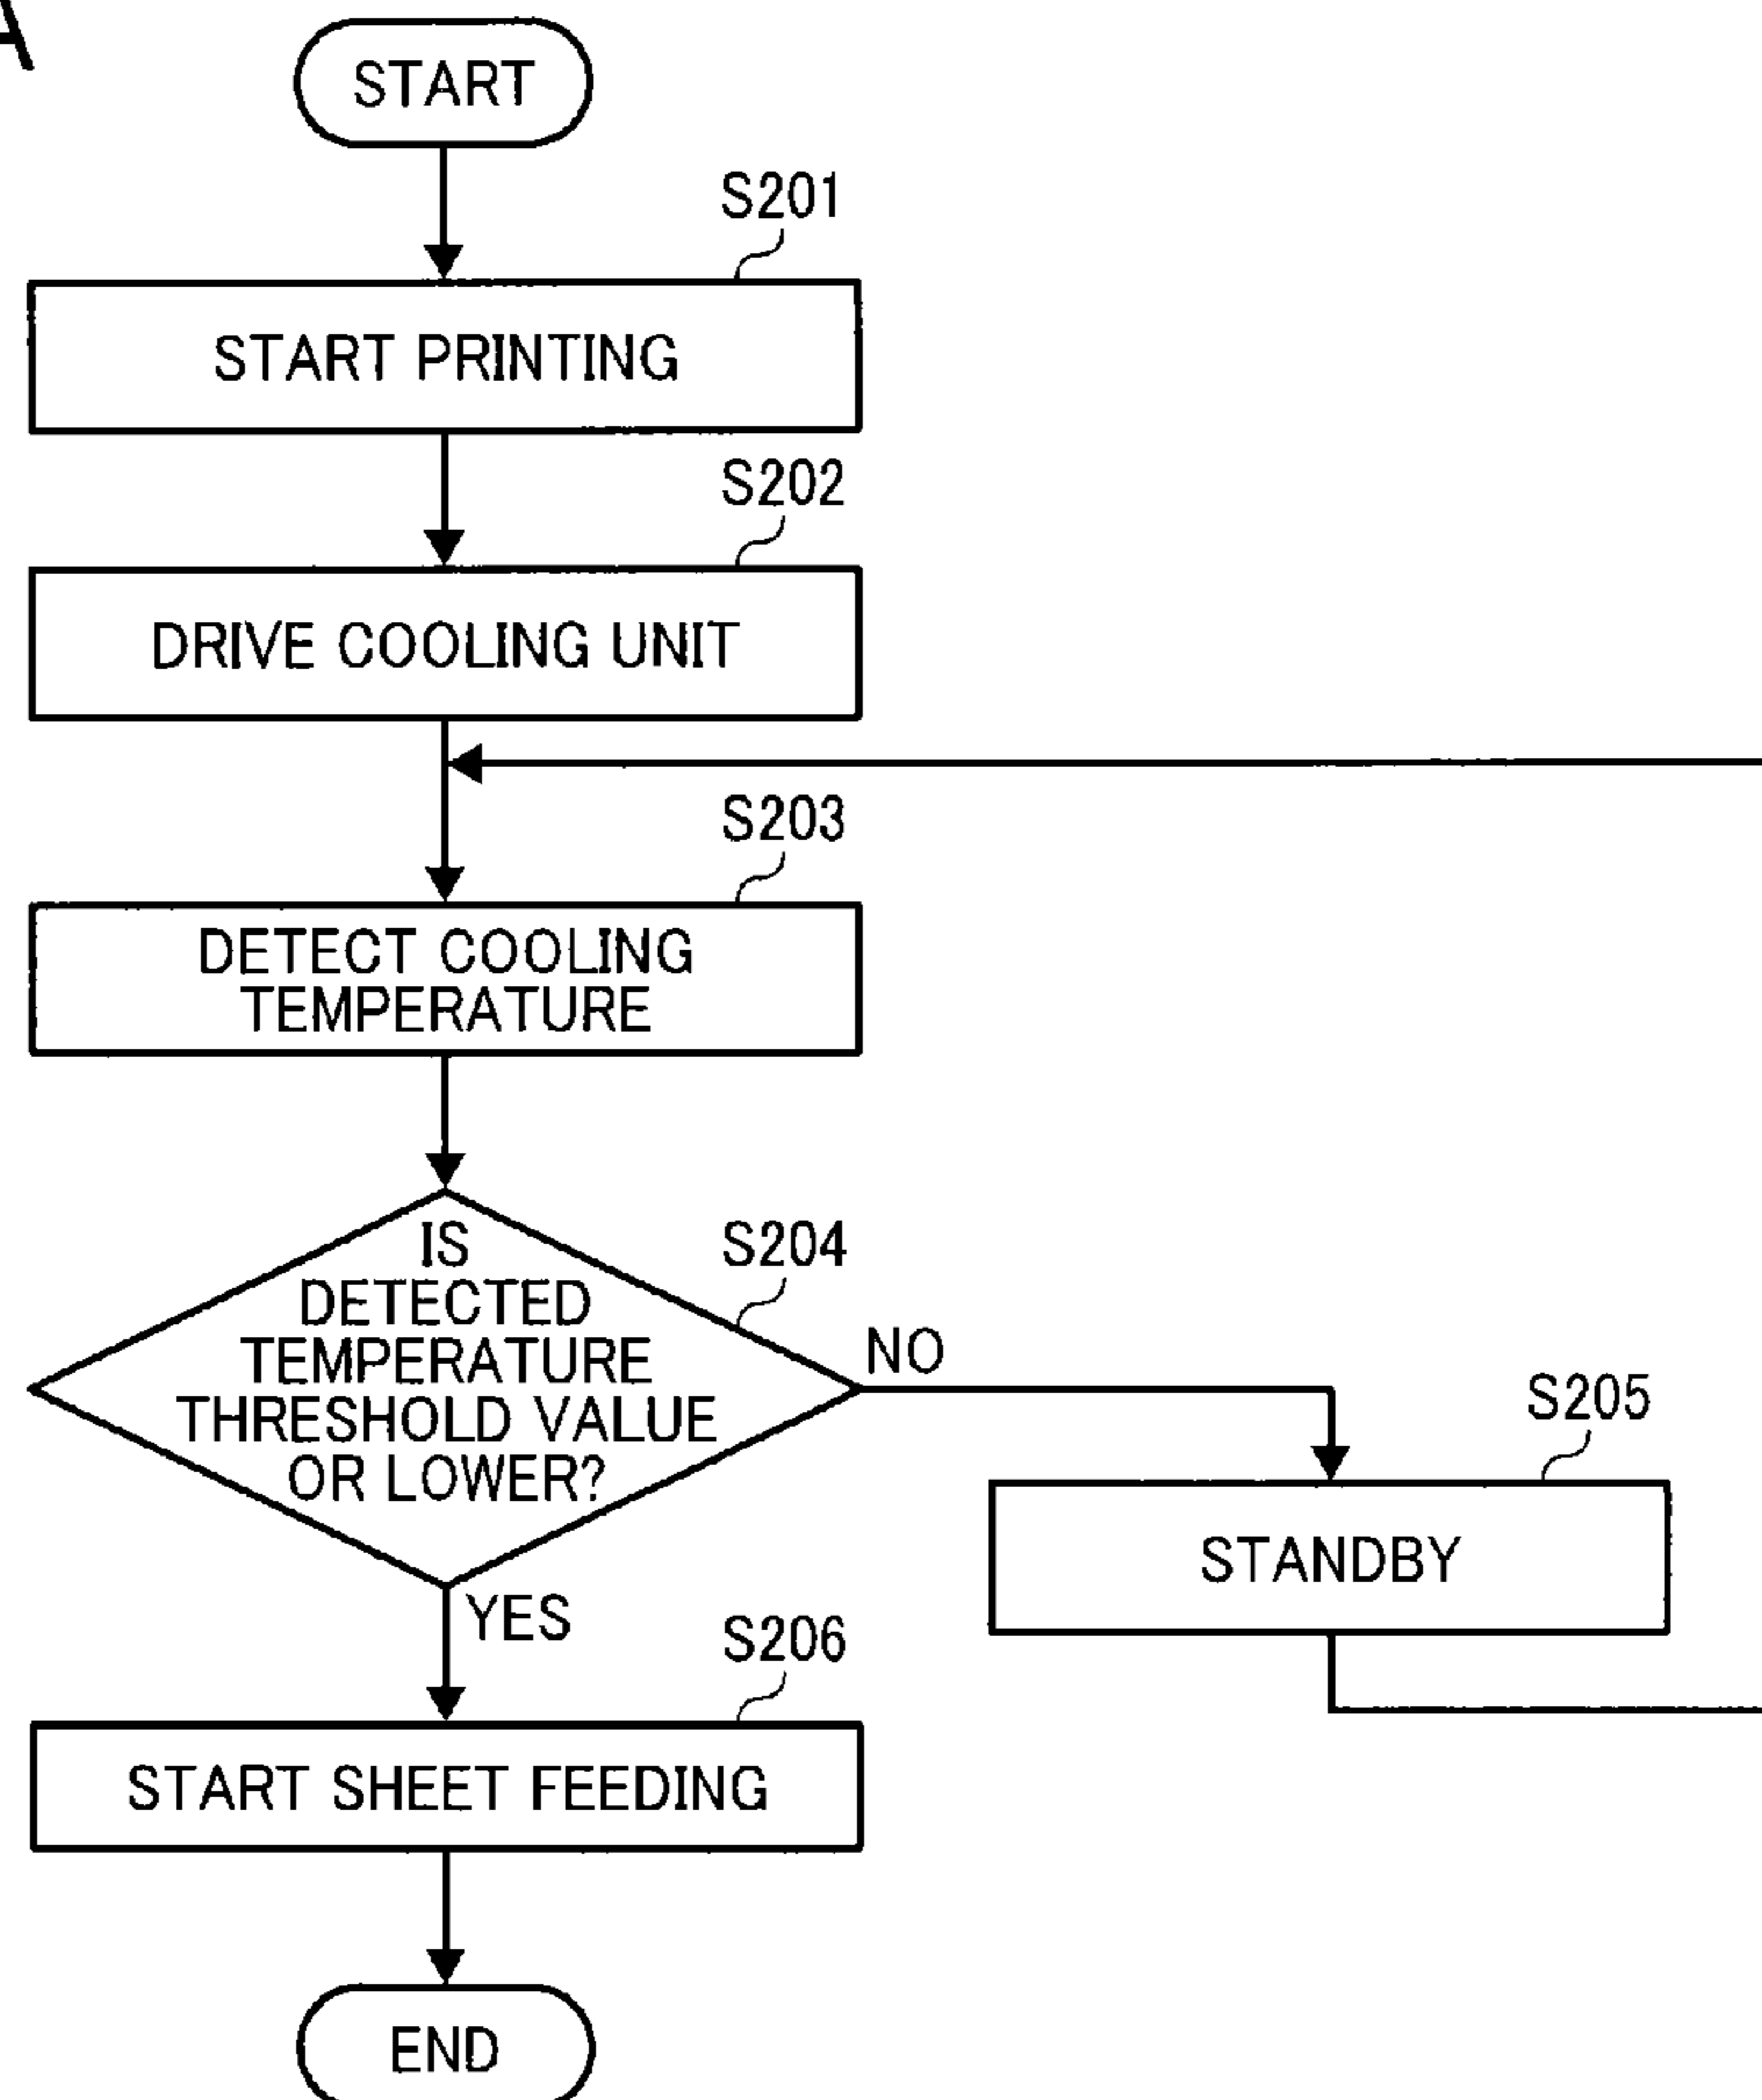 A
START
S201
START PRINTING
S202
DRIVE COOLING UNIT
S203
DETECT COOLING
TEMPERATURE
S204
IS
DETECTED
TEMPERATURE
THRESHOLD VALUE
OR LOWER?
NO
S205
STANDBY
YES
S206
START SHEET FEEDING
END